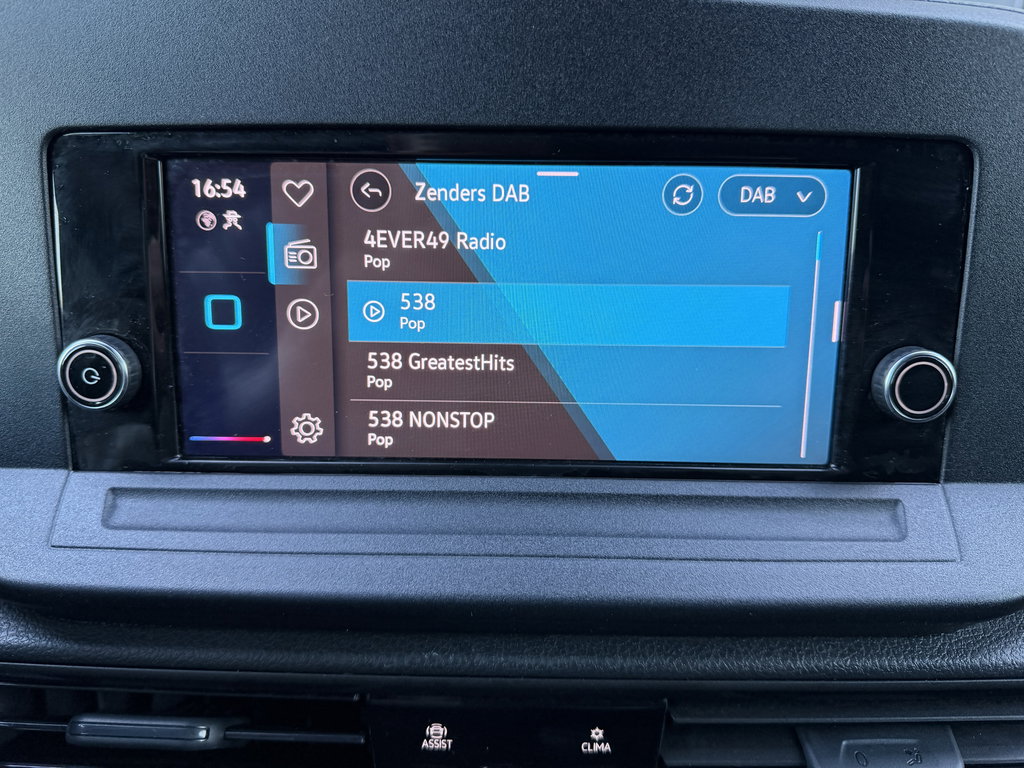 16:54
Zenders DAB
DAB
4EVER49 Radio
Pop
538
Pop
538 GreatestHits
Pop
538 NONSTOP
Pop
ASSIST
CLIMA